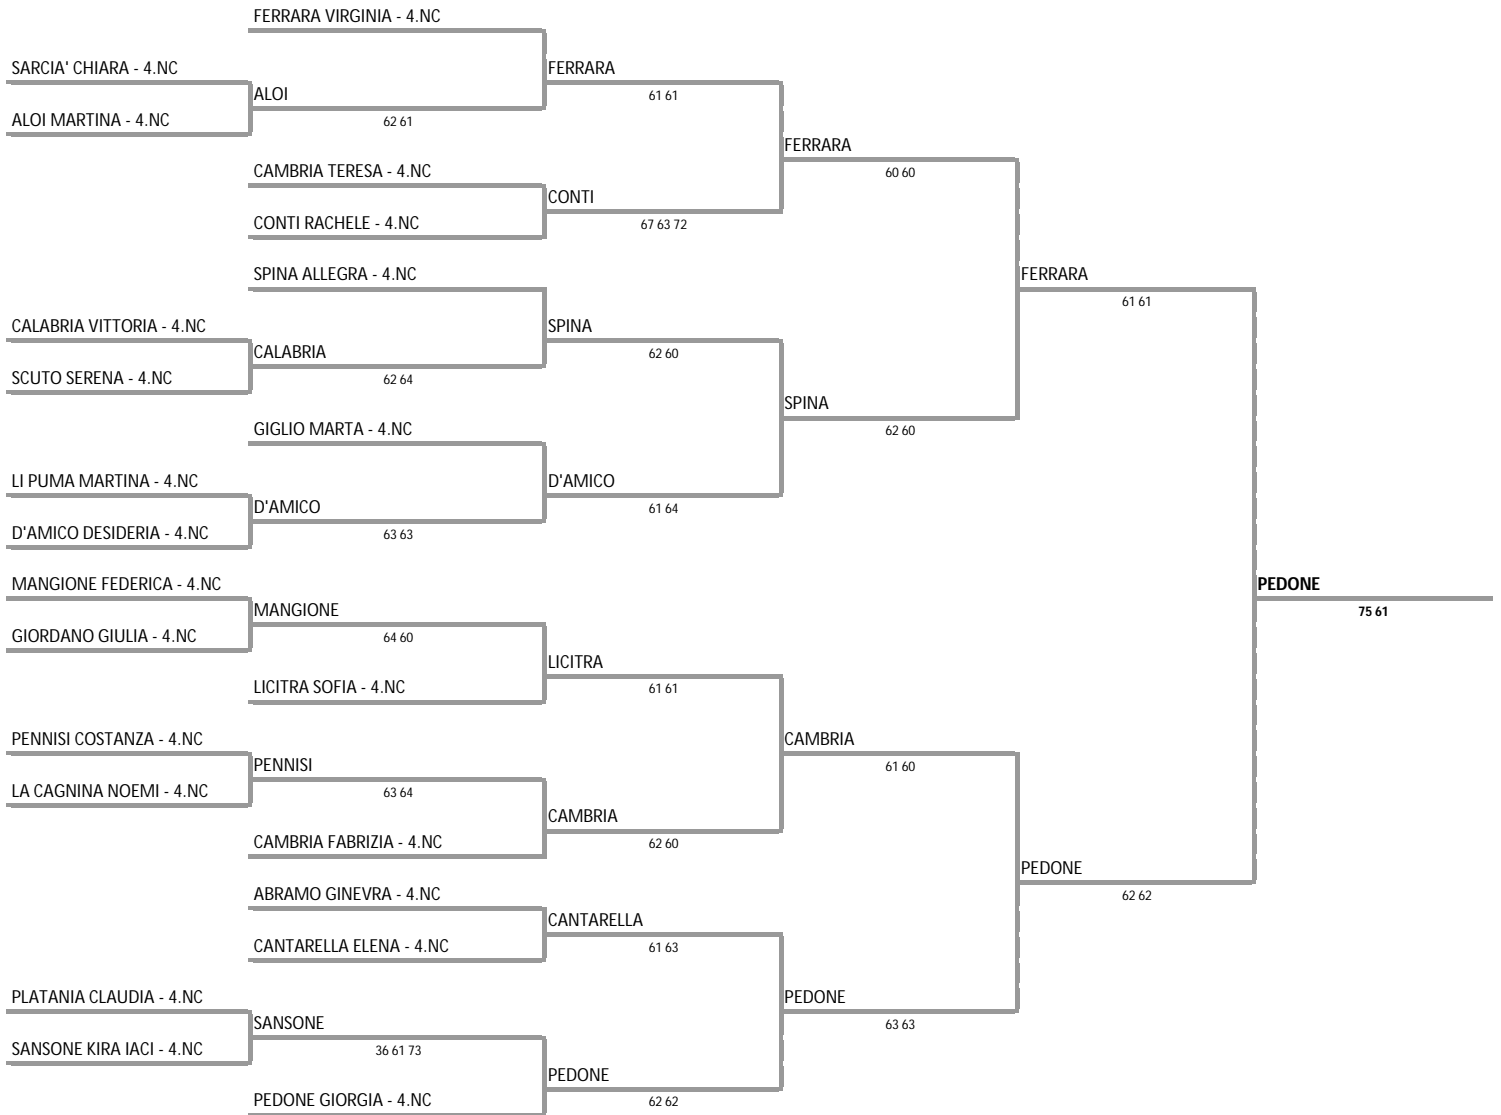 FERRARA VIRGINIA - 4.NC
SARCIA' CHIARA - 4.NC
FERRARA
ALOI
61 61
ALOI MARTINA - 4.NC
62 61
FERRARA
CAMBRIA TERESA - 4.NC
60 60
CONTI
CONTI RACHELE - 4.NC
67 63 72
SPINA ALLEGRA - 4.NC
FERRARA
61 61
CALABRIA VITTORIA - 4.NC
SPINA
CALABRIA
62 60
SCUTO SERENA - 4.NC
62 64
SPINA
GIGLIO MARTA - 4.NC
62 60
LI PUMA MARTINA - 4.NC
D'AMICO
D'AMICO
61 64
D'AMICO DESIDERIA - 4.NC
63 63
MANGIONE FEDERICA - 4.NC
PEDONE
MANGIONE
75 61
GIORDANO GIULIA - 4.NC
64 60
LICITRA
LICITRA SOFIA - 4.NC
61 61
PENNISI COSTANZA - 4.NC
CAMBRIA
PENNISI
61 60
LA CAGNINA NOEMI - 4.NC
63 64
CAMBRIA
CAMBRIA FABRIZIA - 4.NC
62 60
PEDONE
ABRAMO GINEVRA - 4.NC
62 62
CANTARELLA
CANTARELLA ELENA - 4.NC
61 63
PLATANIA CLAUDIA - 4.NC
PEDONE
SANSONE
63 63
SANSONE KIRA IACI - 4.NC
36 61 73
PEDONE
PEDONE GIORGIA - 4.NC
62 62